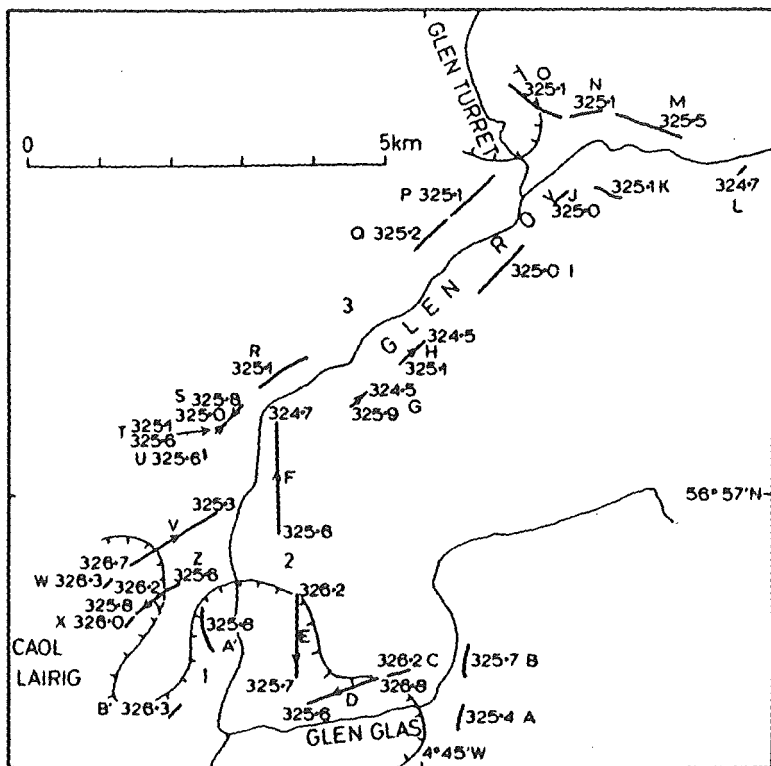 GLEN TURRET
T O
325·1
N
325·1
M
325·5
0 5km
P 325·1
Q 325·2
J
325·0
325·1 K
324·7
L
GLEN RO
325·0 I
3
324·5
H
325·1
R
325·1
324·5
325·9 G
S 325·8
325·0
T 325·1
325·6
U 325·6
324·7
F
325·6
56° 57'N
325·3
V
326·7
W 326·3
326·2
Z
325·6
2
326·2
325·8
X 326·0
CAOL
LAIRIG
325·8
A'
1
E
325·7
B' 326·3
326·2 C
326·8
D
325·6
325·7 B
325·4 A
GLEN GLAS
4°45'W